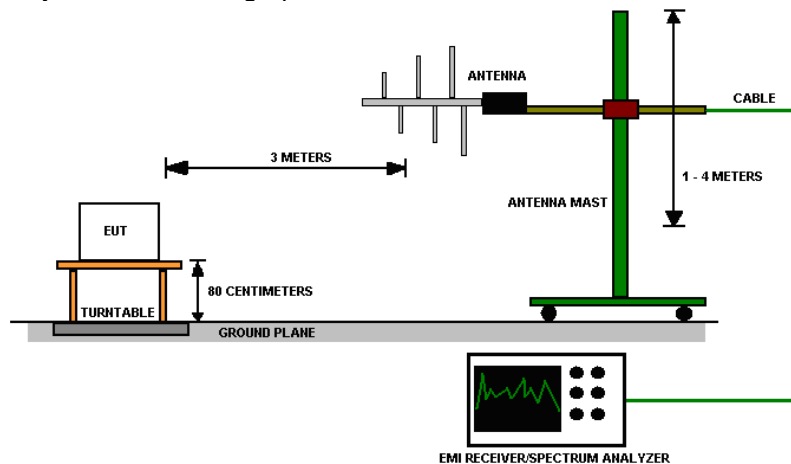 ANTENNA
CABLE
3 METERS
1 - 4 METERS
ANTENNA MAST
EUT
80 CENTIMETERS
TURNTABLE
GROUND PLANE
EMI RECEIVER/SPECTRUM ANALYZER